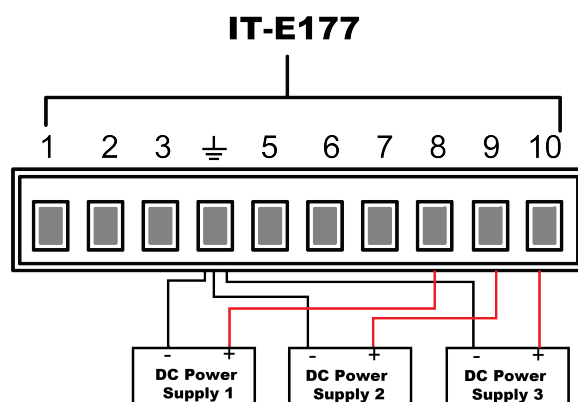 IT-E177
1 2 3 ⏚ 5 6 7 8 9 10
- + - + - +
DC Power Supply 1
DC Power Supply 2
DC Power Supply 3